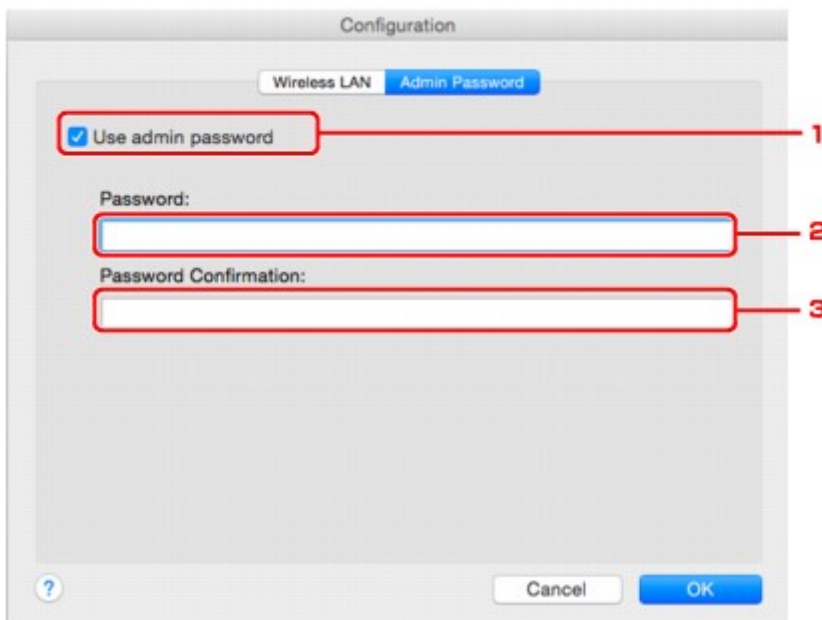 Configuration
Wireless LAN Admin Password
Use admin password 1
Password:
2
Password Confirmation:
3
? Cancel OK